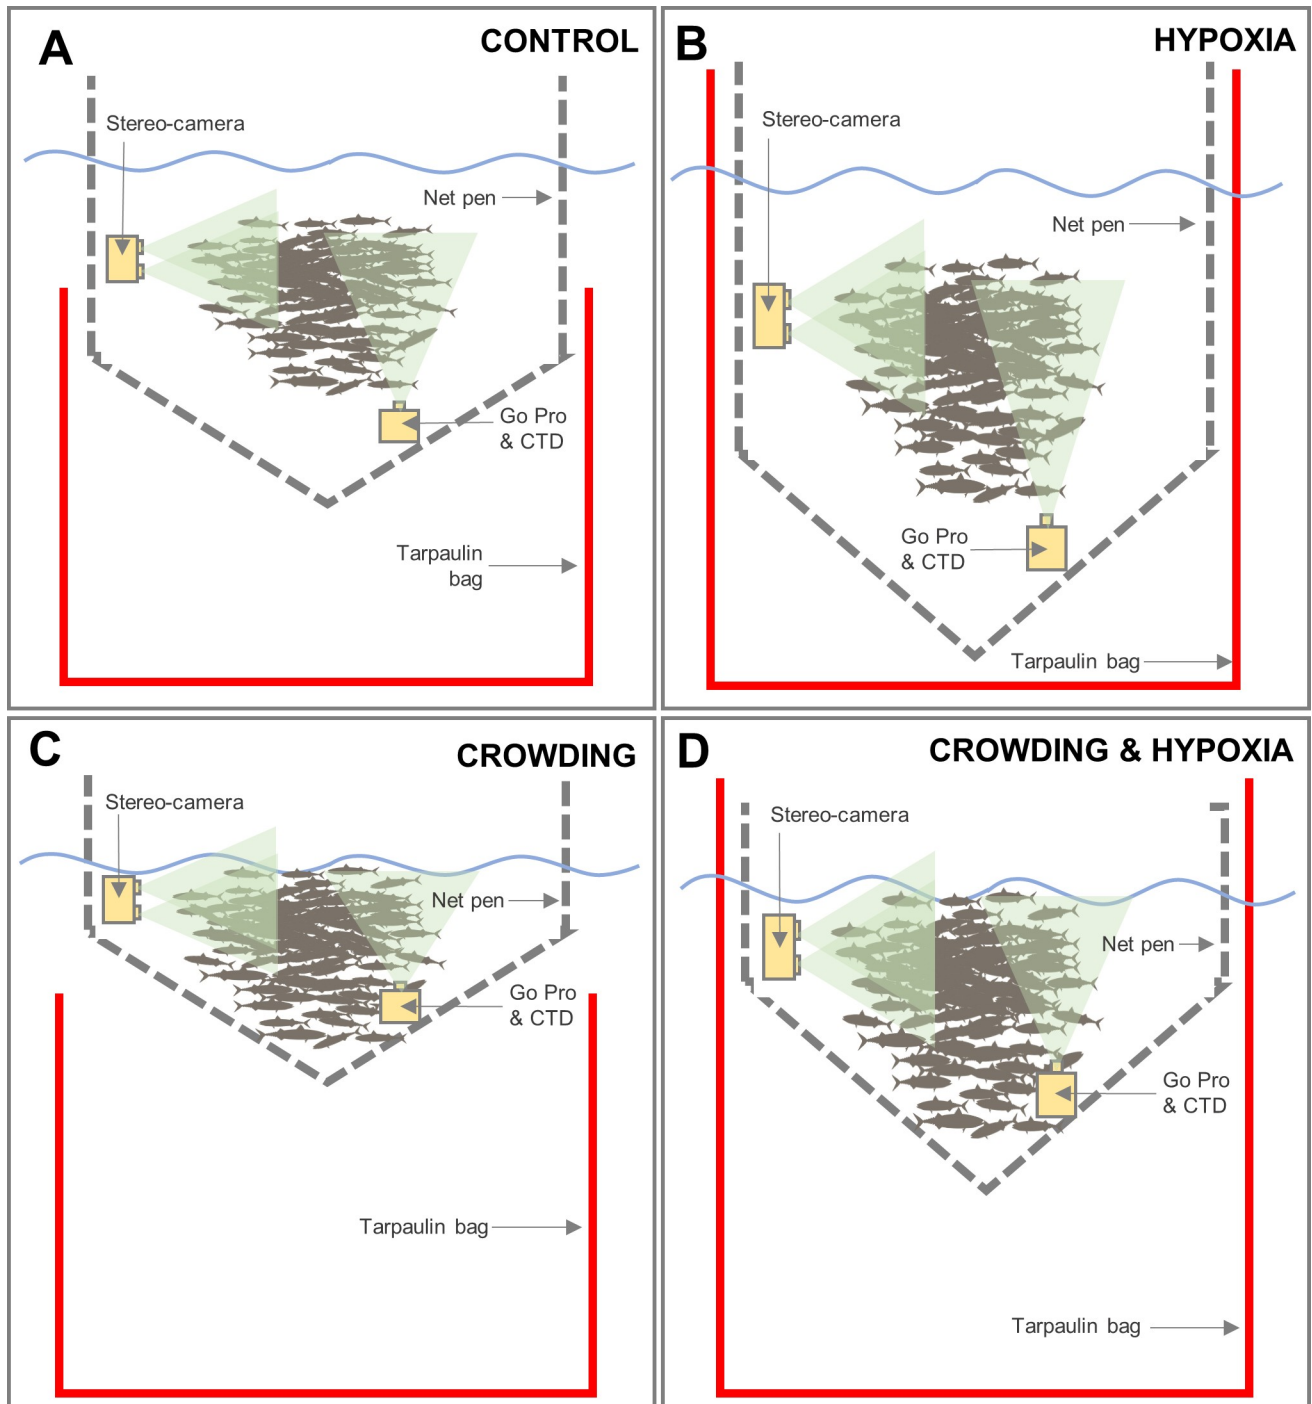 A
CONTROL
Stereo-camera
Net pen
Go Pro
& CTD
Tarpaulin
bag
B
HYPOXIA
Stereo-camera
Net pen
Go Pro
& CTD
Tarpaulin bag
C
CROWDING
Stereo-camera
Net pen
Go Pro
& CTD
Tarpaulin bag
D
CROWDING & HYPOXIA
Stereo-camera
Net pen
Go Pro
& CTD
Tarpaulin bag